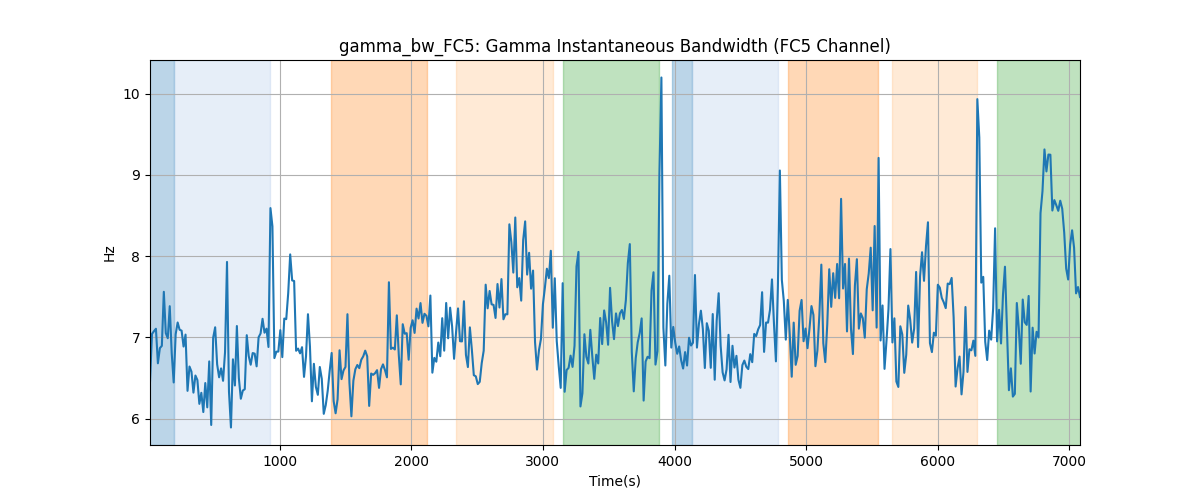 gamma_bw_FC5: Gamma Instantaneous Bandwidth (FC5 Channel)
Hz
10
9
8
7
6
1000 2000 3000 4000 5000 6000 7000
Time(s)